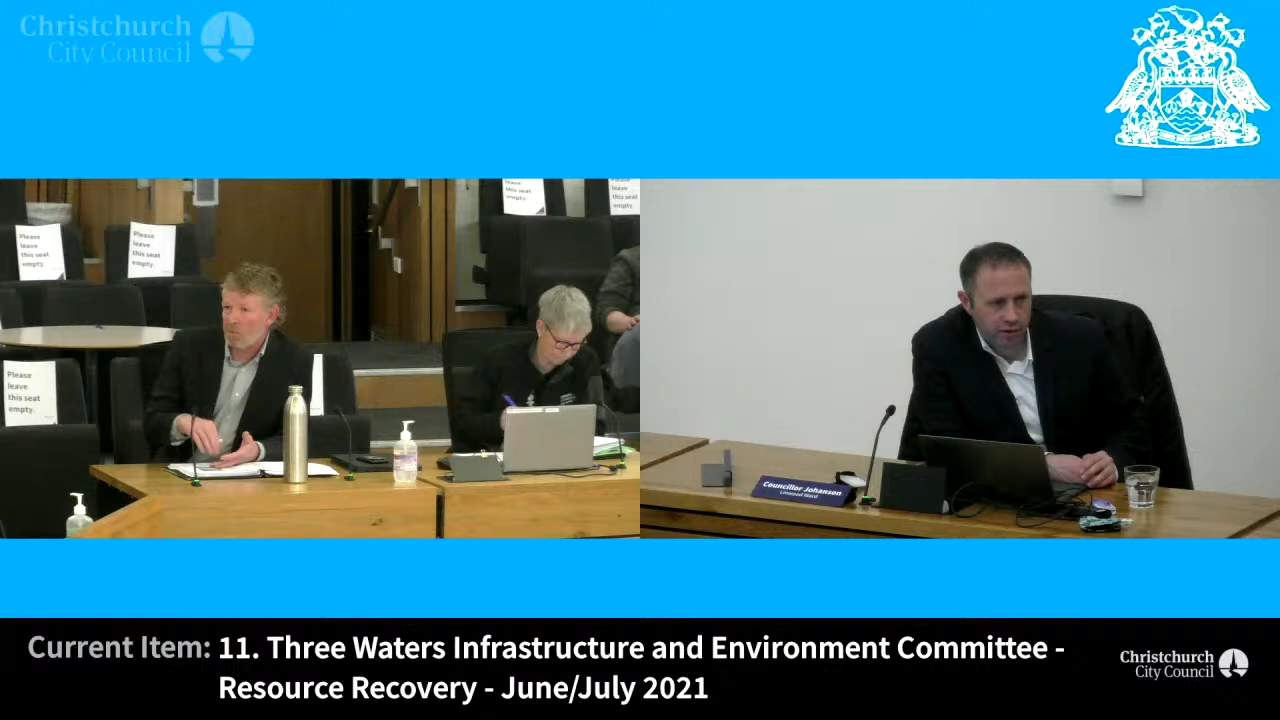 Christchurch
City Council
leave
this seat
empty.
leave
this seat
empty.
Please
leave
this seat
empty.
Please
leave
this seat
empty.
Please
leave
this seat
empty.
Councillor Johanson
Linwood Ward
Current Item: 11. Three Waters Infrastructure and Environment Committee -
Resource Recovery - June/July 2021
Christchurch
City Council